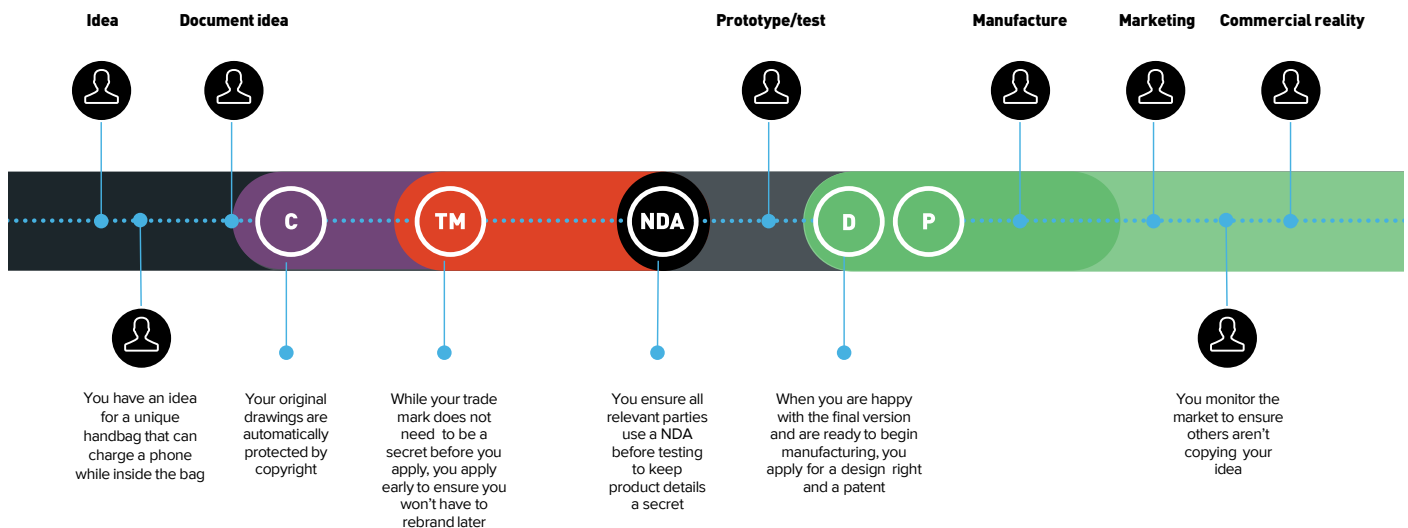 Idea
Document idea
Prototype/test
Manufacture
Marketing
Commercial reality
C
TM
NDA
D
P
You have an idea
for a unique
handbag that can
charge a phone
while inside the bag
Your original
drawings are
automatically
protected by
copyright
While your trade
mark does not
need to be a
secret before you
apply, you apply
early to ensure you
won't have to
rebrand later
You ensure all
relevant parties
use a NDA
before testing
to keep
product details
a secret
When you are happy
with the final version
and are ready to begin
manufacturing, you
apply for a design right
and a patent
You monitor the
market to ensure
others aren't
copying your
idea